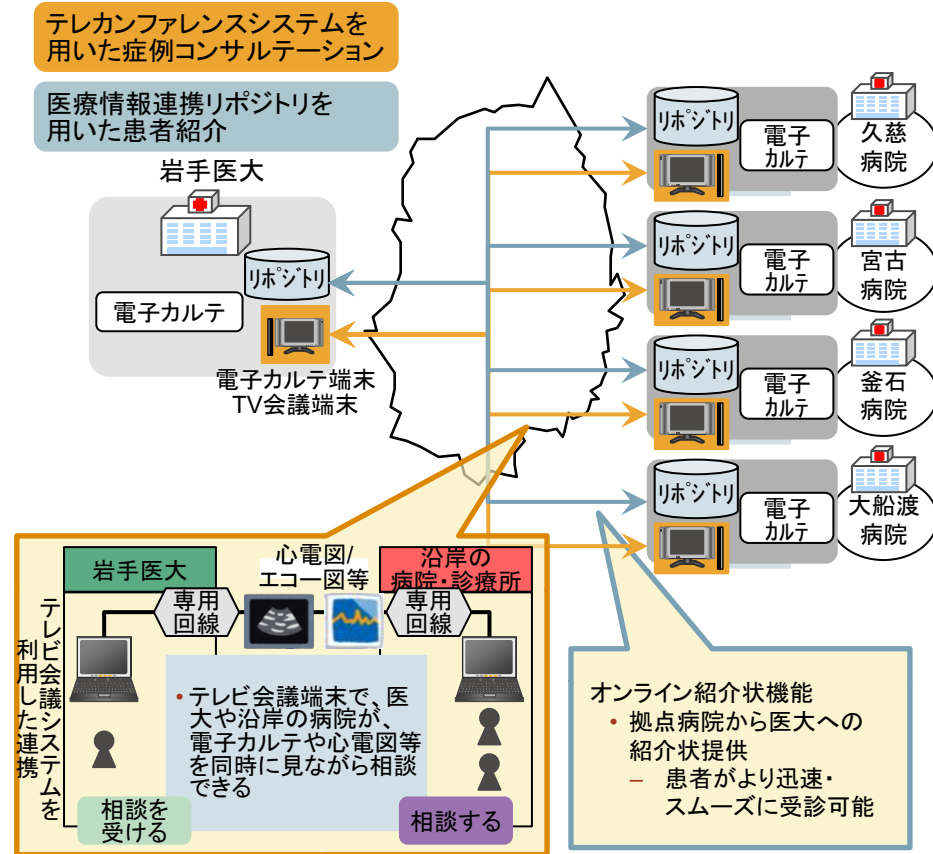 テレカンファレンスシステムを
用いた症例コンサルテーション
医療情報連携リポジトリを
用いた患者紹介
岩手医大
リポジトリ
電子カルテ
電子カルテ端末
TV会議端末
リポジトリ
電子
カルテ
久慈
病院
リポジトリ
電子
カルテ
宮古
病院
リポジトリ
電子
カルテ
釜石
病院
リポジトリ
電子
カルテ
大船渡
病院
テレビ会議システムを
利用した連携
岩手医大
心電図/
エコー図等
沿岸の
病院・診療所
専用
回線
専用
回線
• テレビ会議端末で、医
大や沿岸の病院が、
電子カルテや心電図等
を同時に見ながら相談
できる
相談を
受ける
相談する
オンライン紹介状機能
• 拠点病院から医大への
紹介状提供
– 患者がより迅速・
スムーズに受診可能